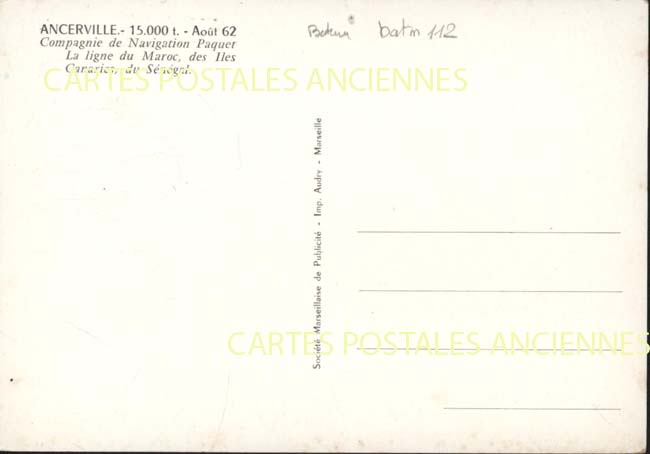 ANCERVILLE.- 15.000 t. - Août 62
Compagnie de Navigation Paquet
La ligne du Maroc, des Iles
Canaries, du Sénégal.
batm 112
CARTES POSTALES ANCIENNES
Société Marseillaise de Publicité - Imp. Audry - Marseille
CARTES POSTALES ANCIENNES